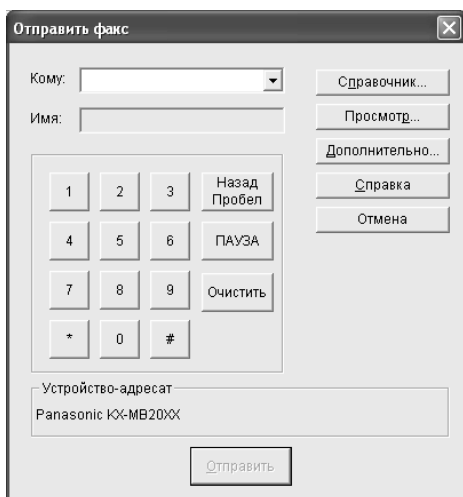 Отправить факс
Кому:
Справочник...
Имя:
Просмотр...
Дополнительно...
1 2 3 Назад
Пробел
Справка
4 5 6 ПАУЗА
Отмена
7 8 9 Очистить
* 0 #
Устройство-адресат
Panasonic KX-MB20XX
Отправить